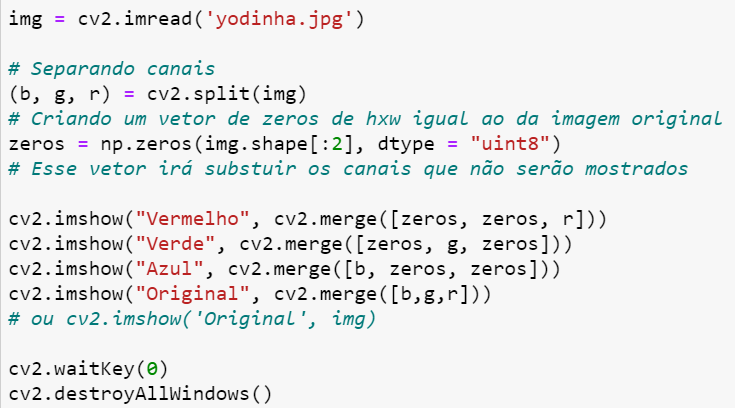 img = cv2.imread('yodinha.jpg')
# Separando canais
(b, g, r) = cv2.split(img)
# Criando um vetor de zeros de hxw igual ao da imagem original
zeros = np.zeros(img.shape[:2], dtype = "uint8")
# Esse vetor irá substuir os canais que não serão mostrados
cv2.imshow("Vermelho", cv2.merge([zeros, zeros, r]))
cv2.imshow("Verde", cv2.merge([zeros, g, zeros]))
cv2.imshow("Azul", cv2.merge([b, zeros, zeros]))
cv2.imshow("Original", cv2.merge([b,g,r]))
# ou cv2.imshow('Original', img)
cv2.waitKey(0)
cv2.destroyAllWindows()